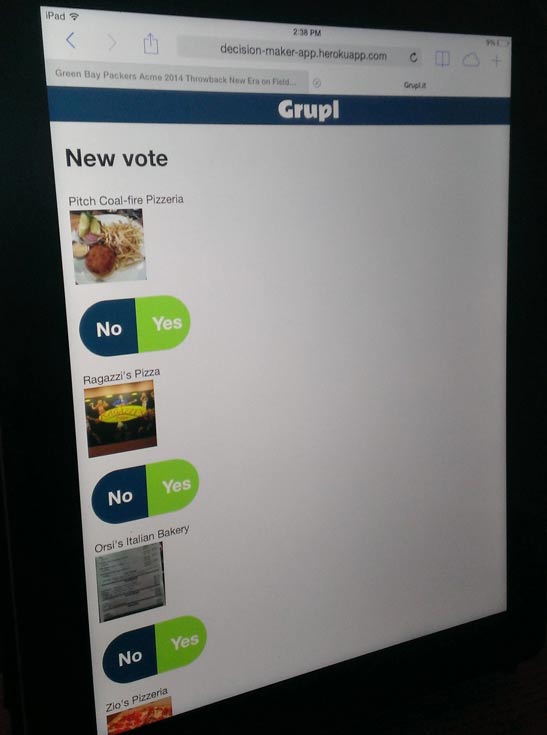 iPad
2:38 PM
decision-maker-app.herokuapp.com
Green Bay Packers Acme 2014 Throwback New Era on Field...
Grupl.it
Grupl
New vote
Pitch Coal-fire Pizzeria
No Yes
Ragazzi's Pizza
No Yes
Orsi's Italian Bakery
No Yes
Zio's Pizzeria